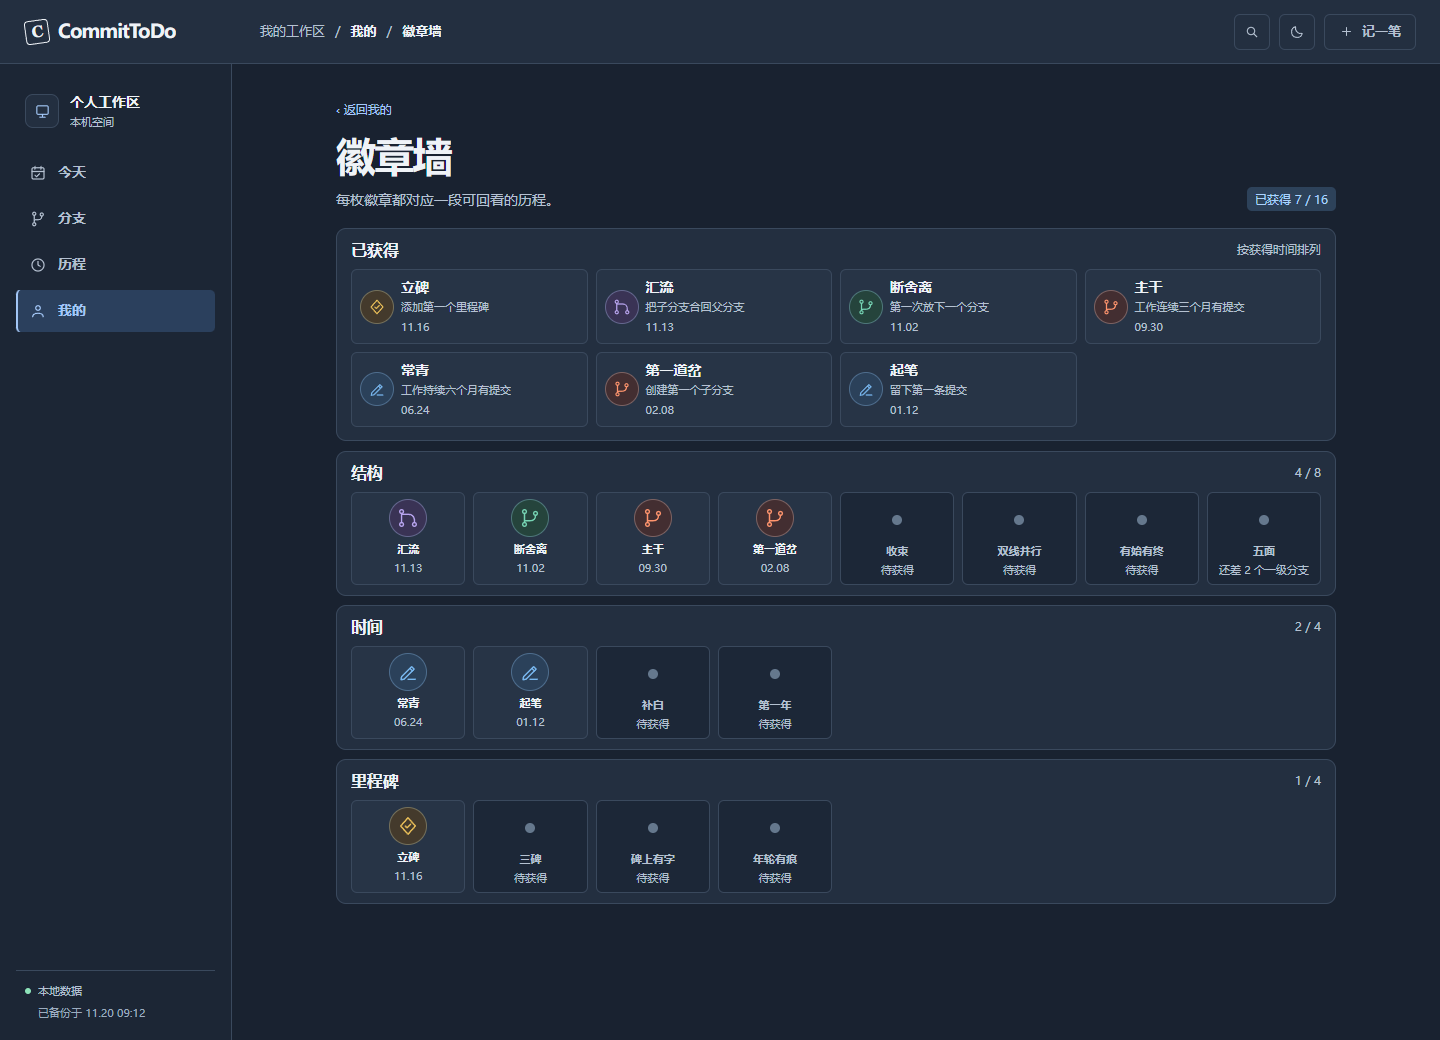 C CommitToDo
我的工作区 / 我的 / 徽章墙
记一笔
个人工作区
本机空间
今天
分支
历程
我的
本地数据
已备份于 11.20 09:12
‹ 返回我的
徽章墙
每枚徽章都对应一段可回看的历程。
已获得 7 / 16
已获得
按获得时间排列
立碑
添加第一个里程碑
11.16
汇流
把子分支合回父分支
11.13
断舍离
第一次放下一个分支
11.02
主干
工作连续三个月有提交
09.30
常青
工作持续六个月有提交
06.24
第一道岔
创建第一个子分支
02.08
起笔
留下第一条提交
01.12
结构
4 / 8
汇流
11.13
断舍离
11.02
主干
09.30
第一道岔
02.08
收束
待获得
双线并行
待获得
有始有终
待获得
五面
还差 2 个一级分支
时间
2 / 4
常青
06.24
起笔
01.12
补白
待获得
第一年
待获得
里程碑
1 / 4
立碑
11.16
三碑
待获得
碑上有字
待获得
年轮有痕
待获得